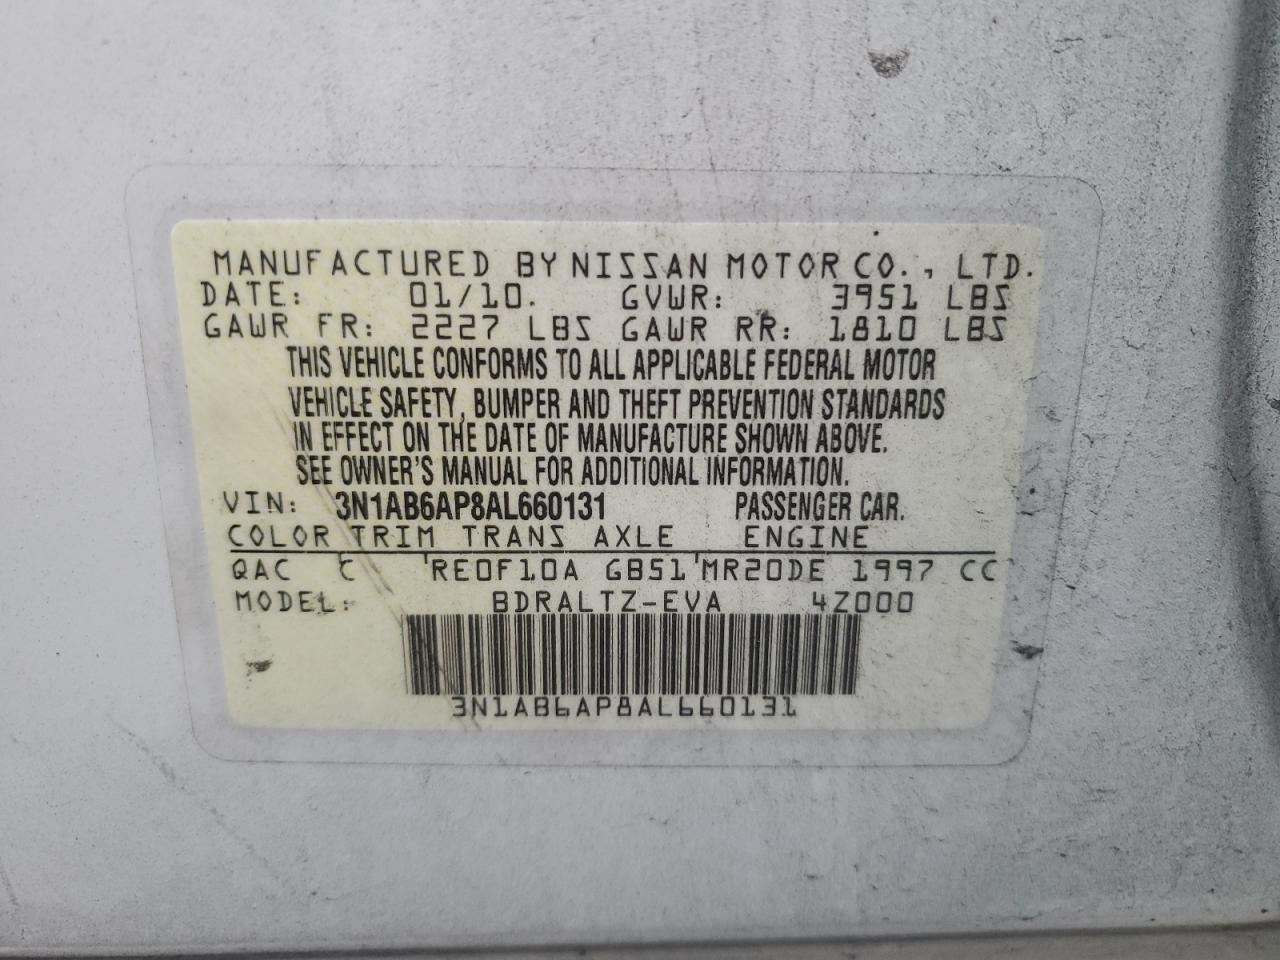 MANUFACTURED BY NISSAN MOTOR CO., LTD.
DATE: 01/10. GVWR: 3951 LBS
GAWR FR: 2227 LBS GAWR RR: 1810 LBS
THIS VEHICLE CONFORMS TO ALL APPLICABLE FEDERAL MOTOR
VEHICLE SAFETY, BUMPER AND THEFT PREVENTION STANDARDS
IN EFFECT ON THE DATE OF MANUFACTURE SHOWN ABOVE.
SEE OWNER'S MANUAL FOR ADDITIONAL INFORMATION.
VIN: 3N1AB6AP8AL660131 PASSENGER CAR.
COLOR TRIM TRANS AXLE ENGINE
QAC C RE0F10A GB51 MR20DE 1997 CC
MODEL: BDRALTZ-EVA 4Z000
3N1AB6AP8AL660131